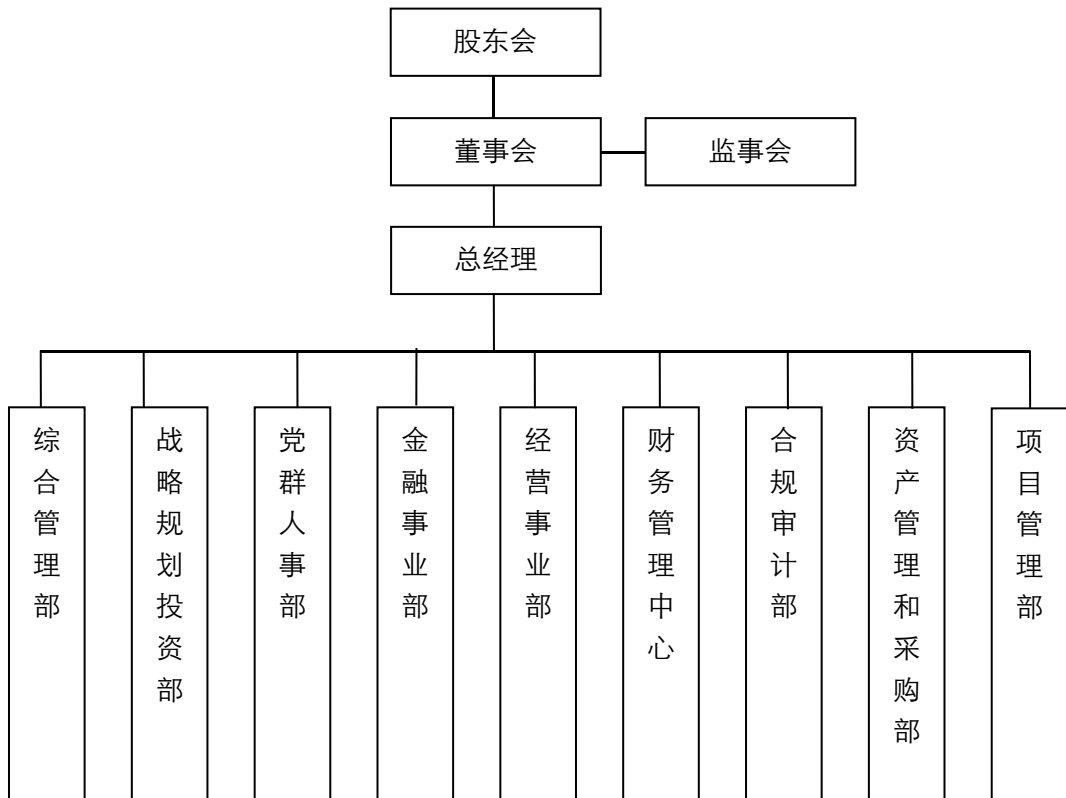 股东会
董事会
监事会
总经理
综合管理部
战略规划投资部
党群人事部
金融事业部
经营事业部
财务管理中心
合规审计部
资产管理和采购部
项目管理部